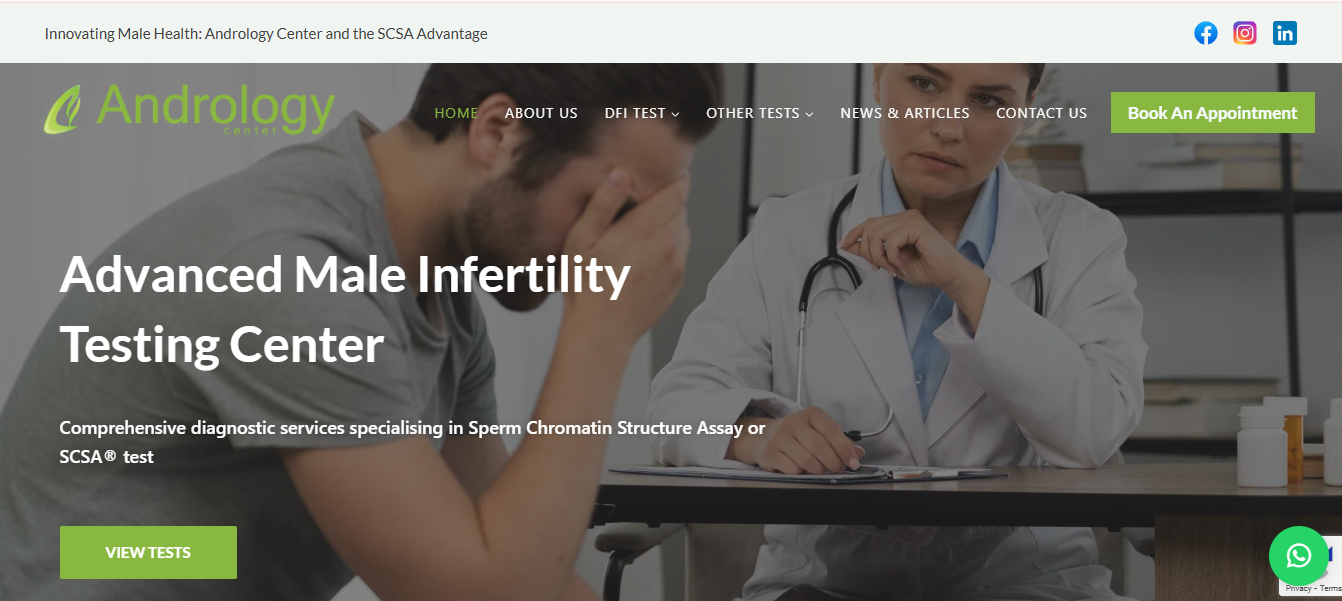 Innovating Male Health: Andrology Center and the SCSA Advantage
Andrology
center
HOME
ABOUT US
DFI TEST
OTHER TESTS
NEWS & ARTICLES
CONTACT US
Book An Appointment
Advanced Male Infertility
Testing Center
Comprehensive diagnostic services specialising in Sperm Chromatin Structure Assay or
SCSA® test
VIEW TESTS
Privacy - Terms